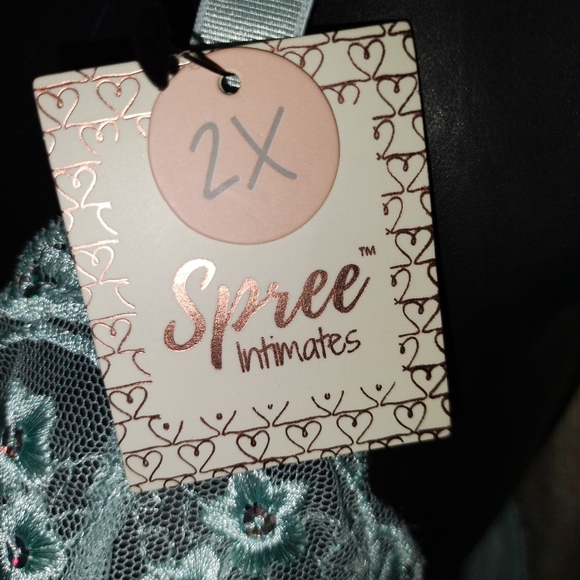 2X
Spree™
Intimates